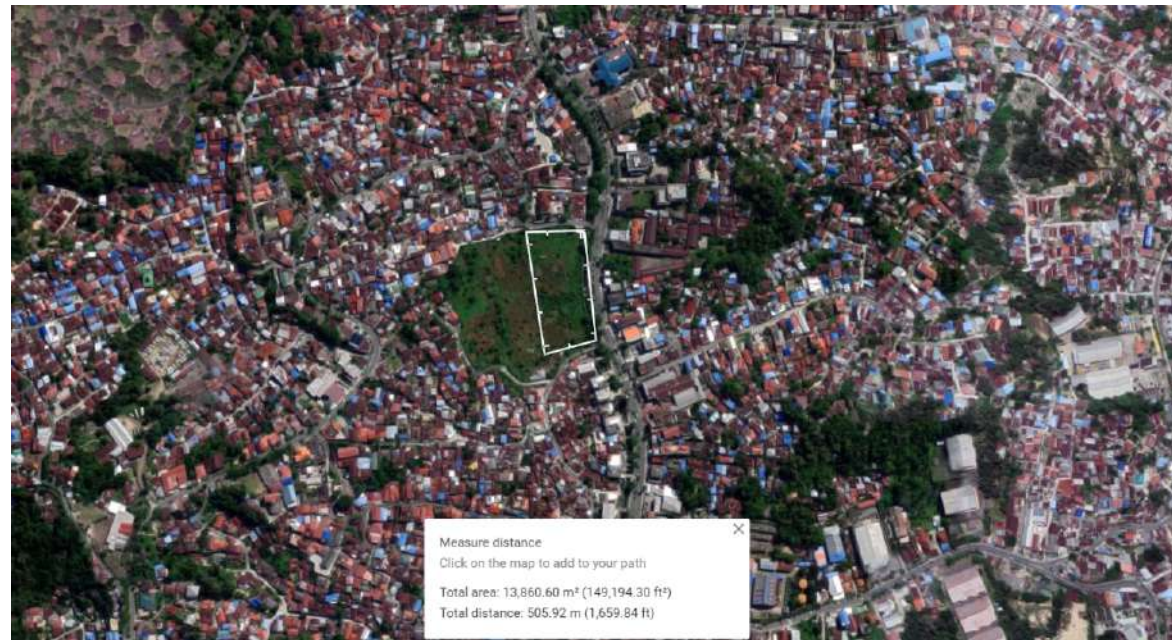 Measure distance
Click on the map to add to your path
Total area: 13,860.60 m² (149,194.30 ft²)
Total distance: 505.92 m (1,659.84 ft)